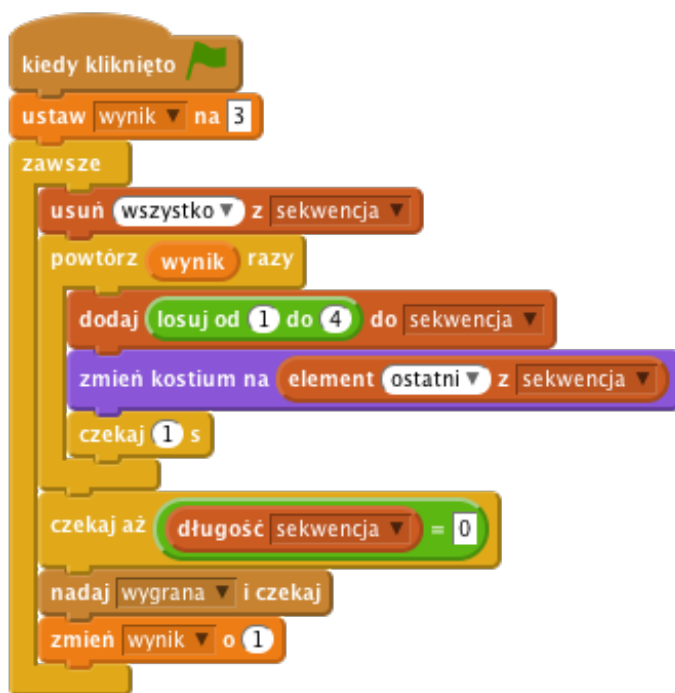 kiedy kliknięto
ustaw wynik na 3
zawsze
usuń wszystko z sekwencja
powtórz wynik razy
dodaj losuj od 1 do 4 do sekwencja
zmień kostium na element ostatni z sekwencja
czekaj 1 s
czekaj aż długość sekwencja = 0
nadaj wygrana i czekaj
zmień wynik o 1